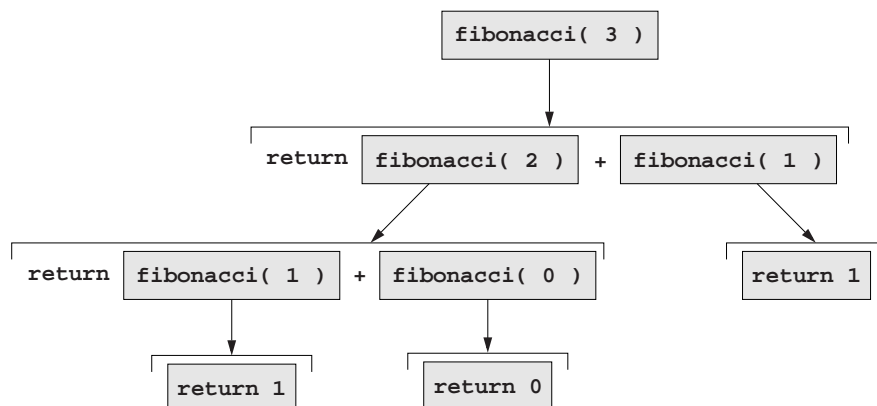 fibonacci( 3 )
return fibonacci( 2 ) + fibonacci( 1 )
return fibonacci( 1 ) + fibonacci( 0 )
return 1
return 1
return 0